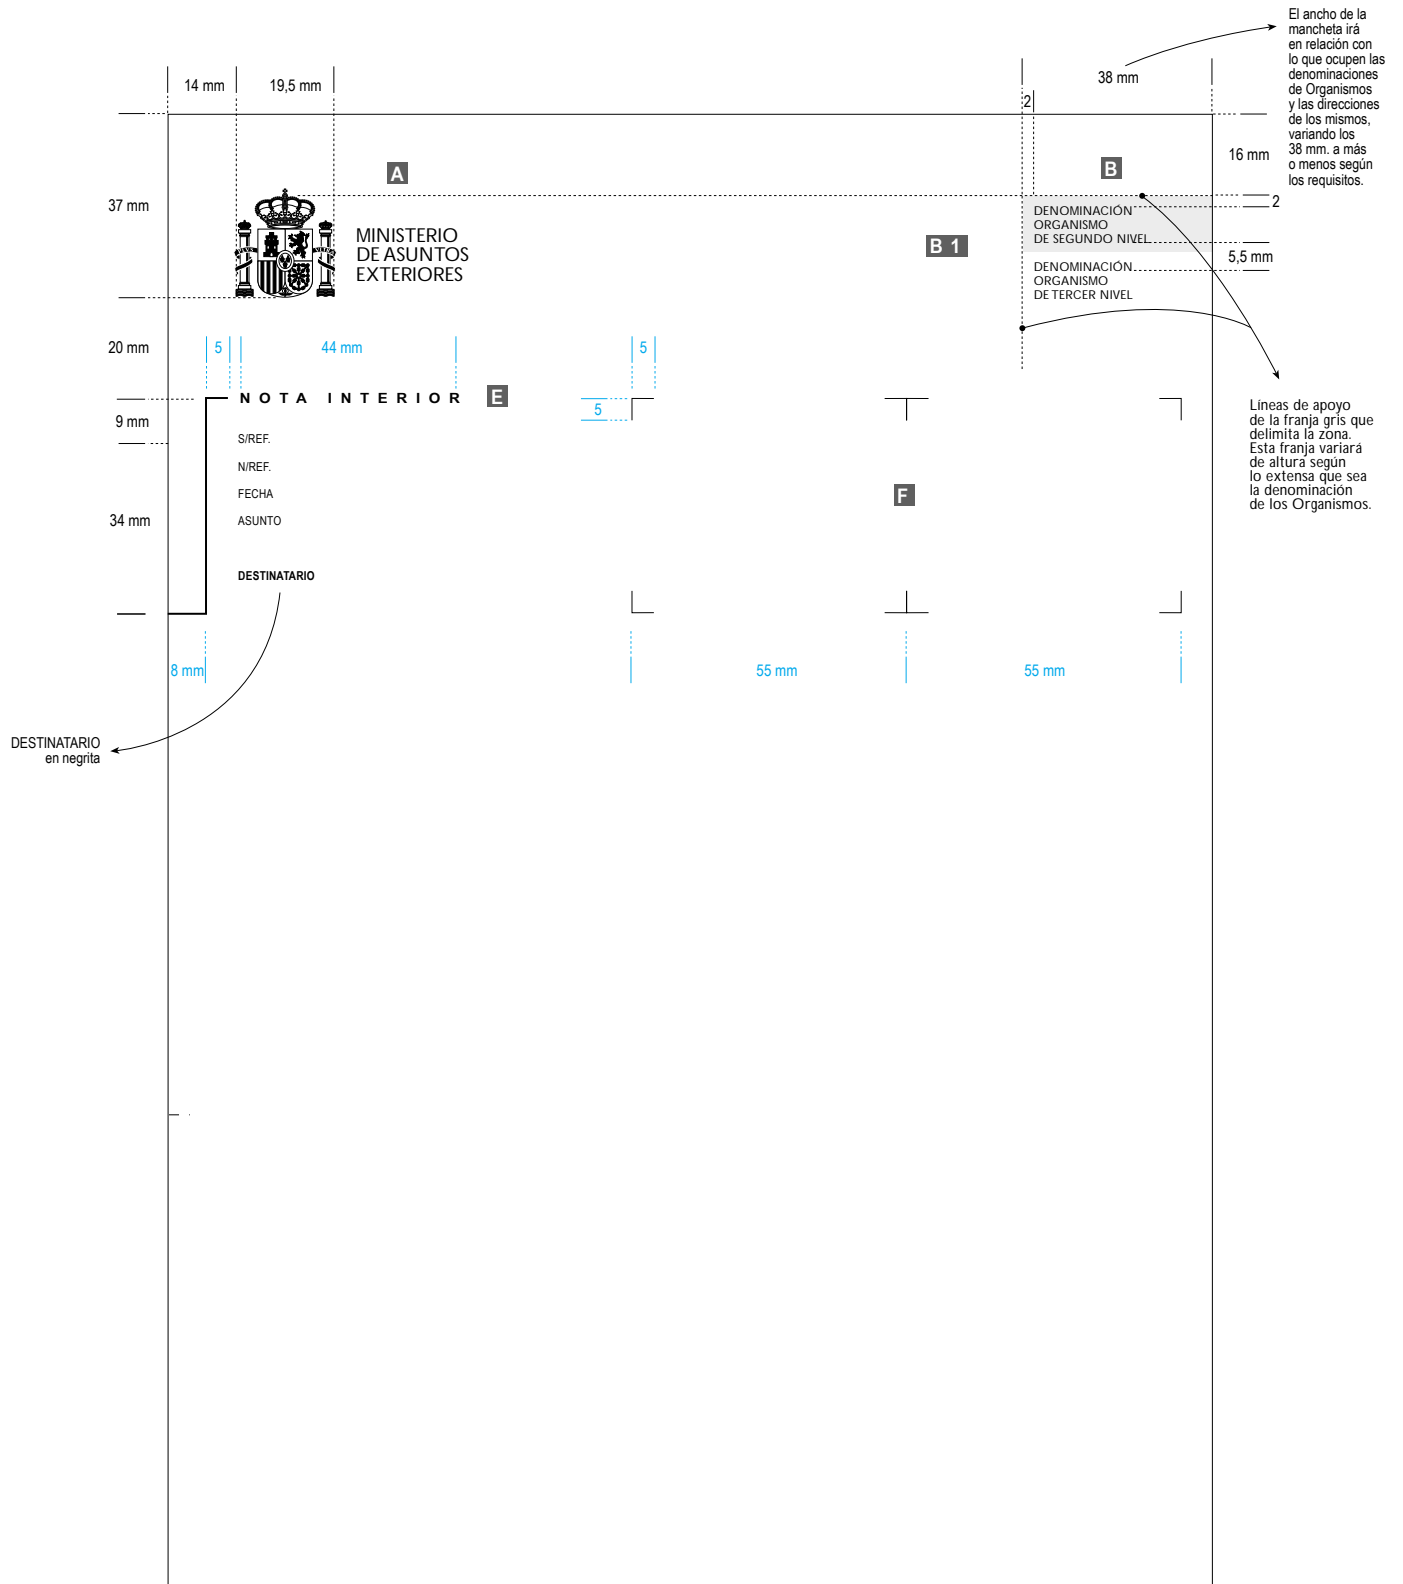 El ancho de la
mancheta irá
en relación con
lo que ocupen las
denominaciones
de Organismos
y las direcciones
de los mismos,
variando los
38 mm. a más
o menos según
los requisitos.
14 mm
19,5 mm
38 mm
2
16 mm
A
B
37 mm
2
DENOMINACIÓN
ORGANISMO
DE SEGUNDO NIVEL
MINISTERIO
DE ASUNTOS
EXTERIORES
B 1
5,5 mm
DENOMINACIÓN
ORGANISMO
DE TERCER NIVEL
20 mm
5
44 mm
5
NOTA INTERIOR
E
5
9 mm
Líneas de apoyo
de la franja gris que
delimita la zona.
Esta franja variará
de altura según
lo extensa que sea
la denominación
de los Organismos.
S/REF.
N/REF.
FECHA
F
34 mm
ASUNTO
DESTINATARIO
8 mm
55 mm
55 mm
DESTINATARIO
en negrita